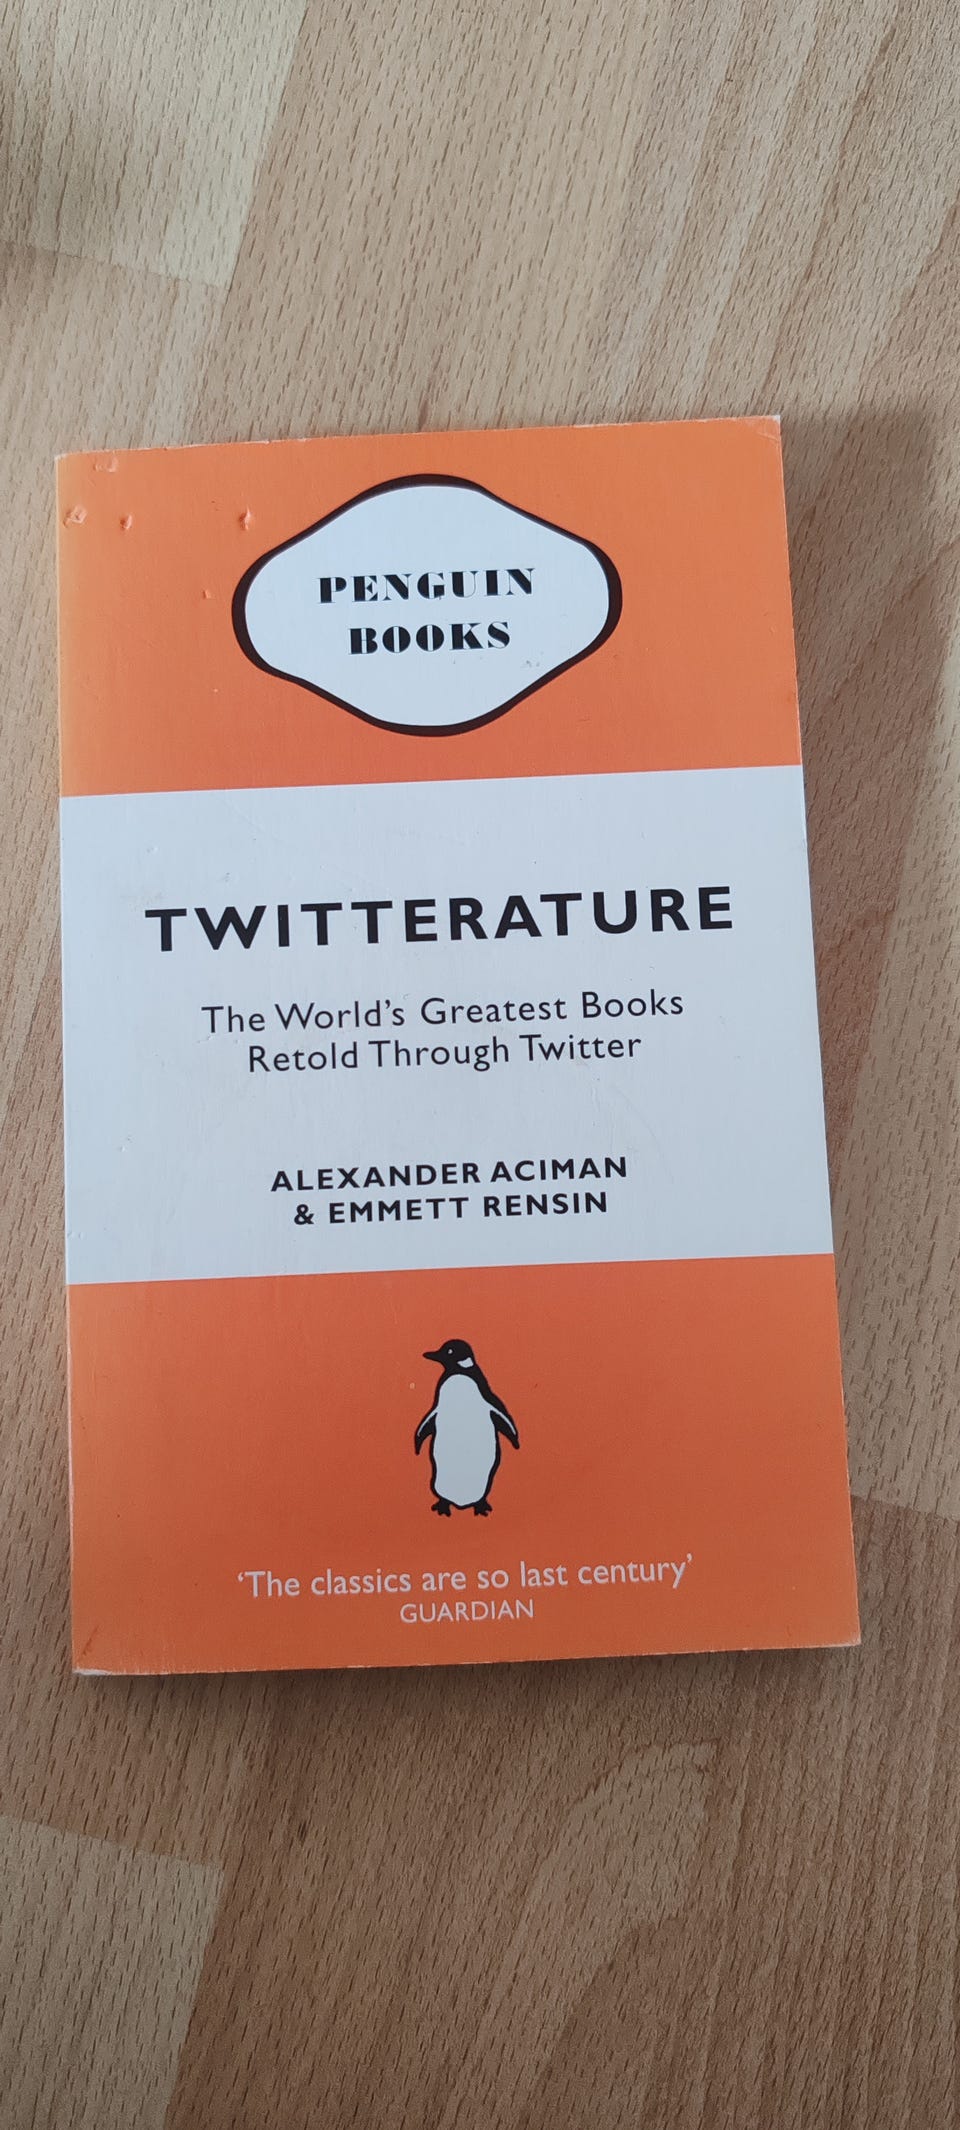 PENGUIN
BOOKS
TWITTERATURE
The World's Greatest Books
Retold Through Twitter
ALEXANDER ACIMAN
& EMMETT RENSIN
‘The classics are so last century’
GUARDIAN